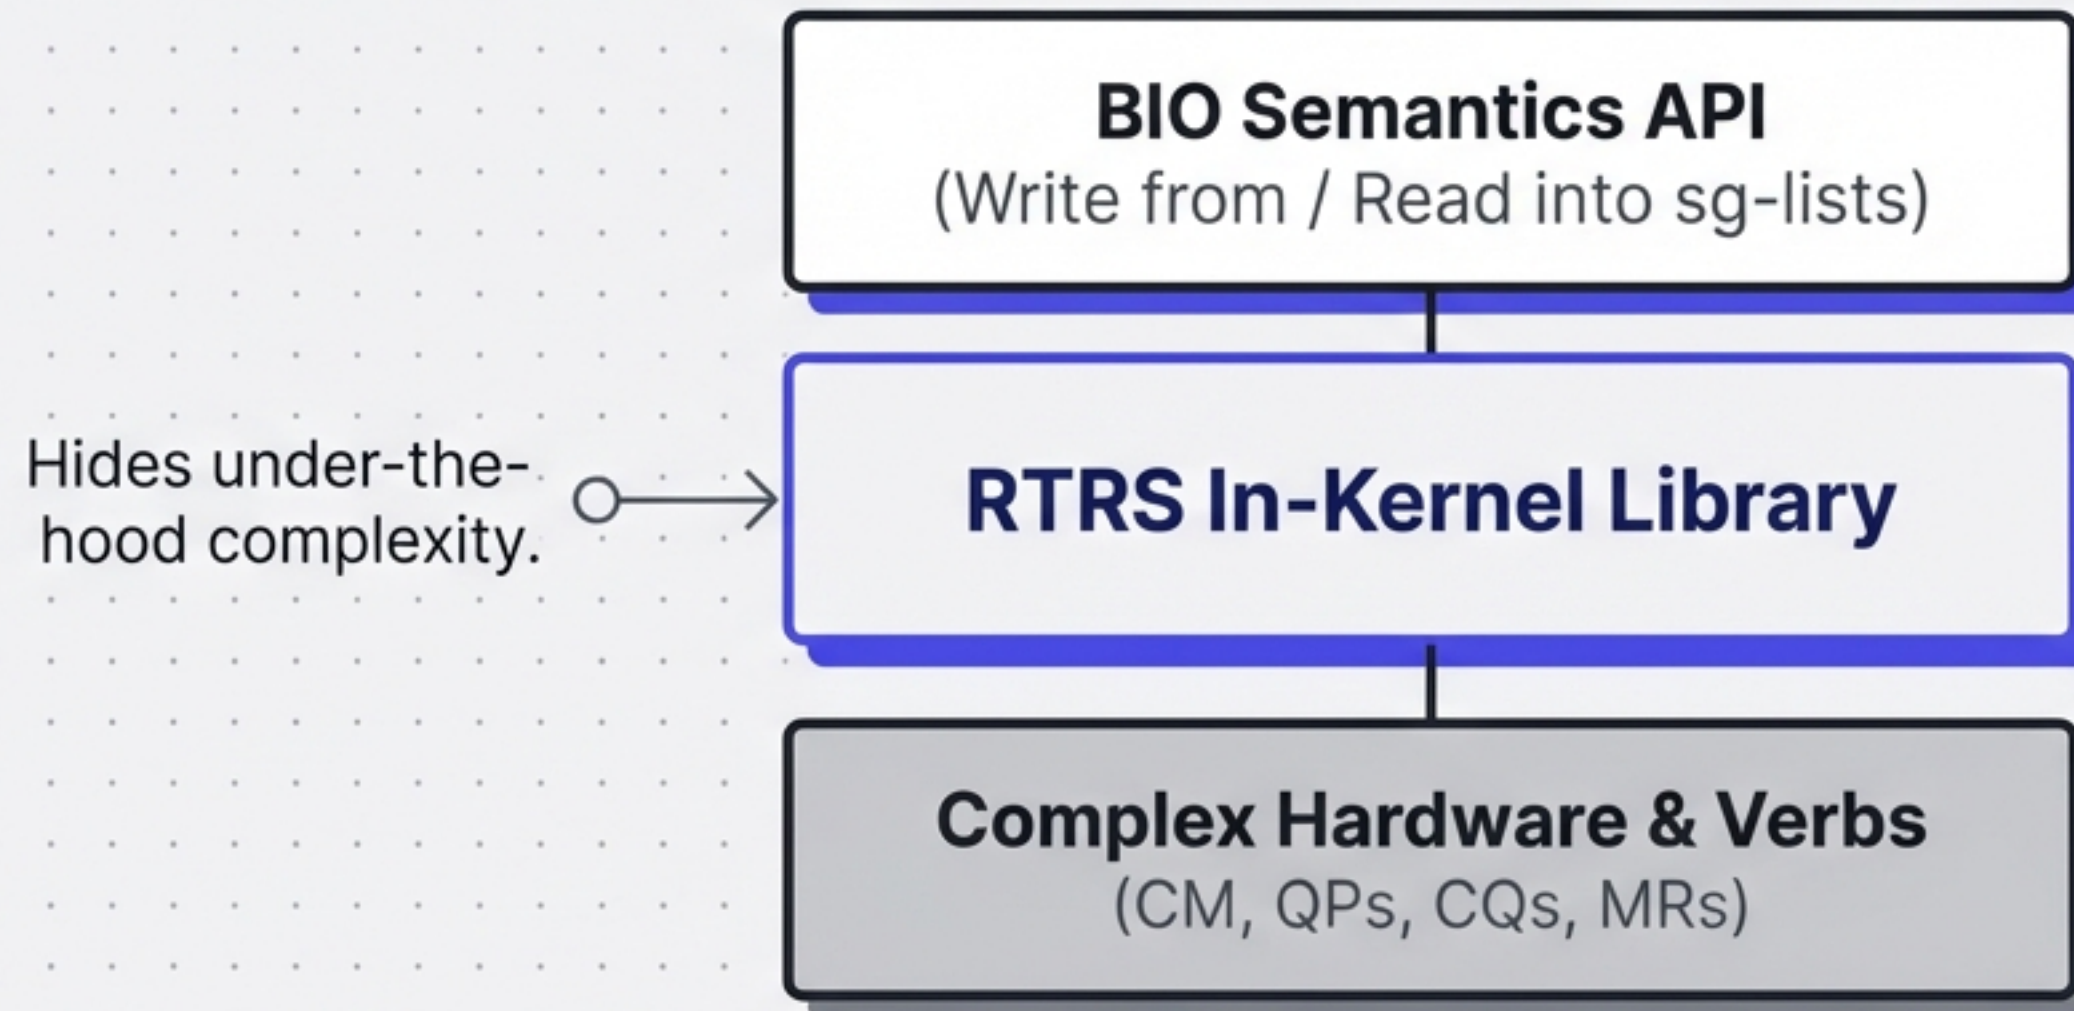 BIO Semantics API
(Write from / Read into sg-lists)
Hides under-the-
hood complexity.
RTRS In-Kernel Library
Complex Hardware & Verbs
(CM, QPs, CQs, MRs)